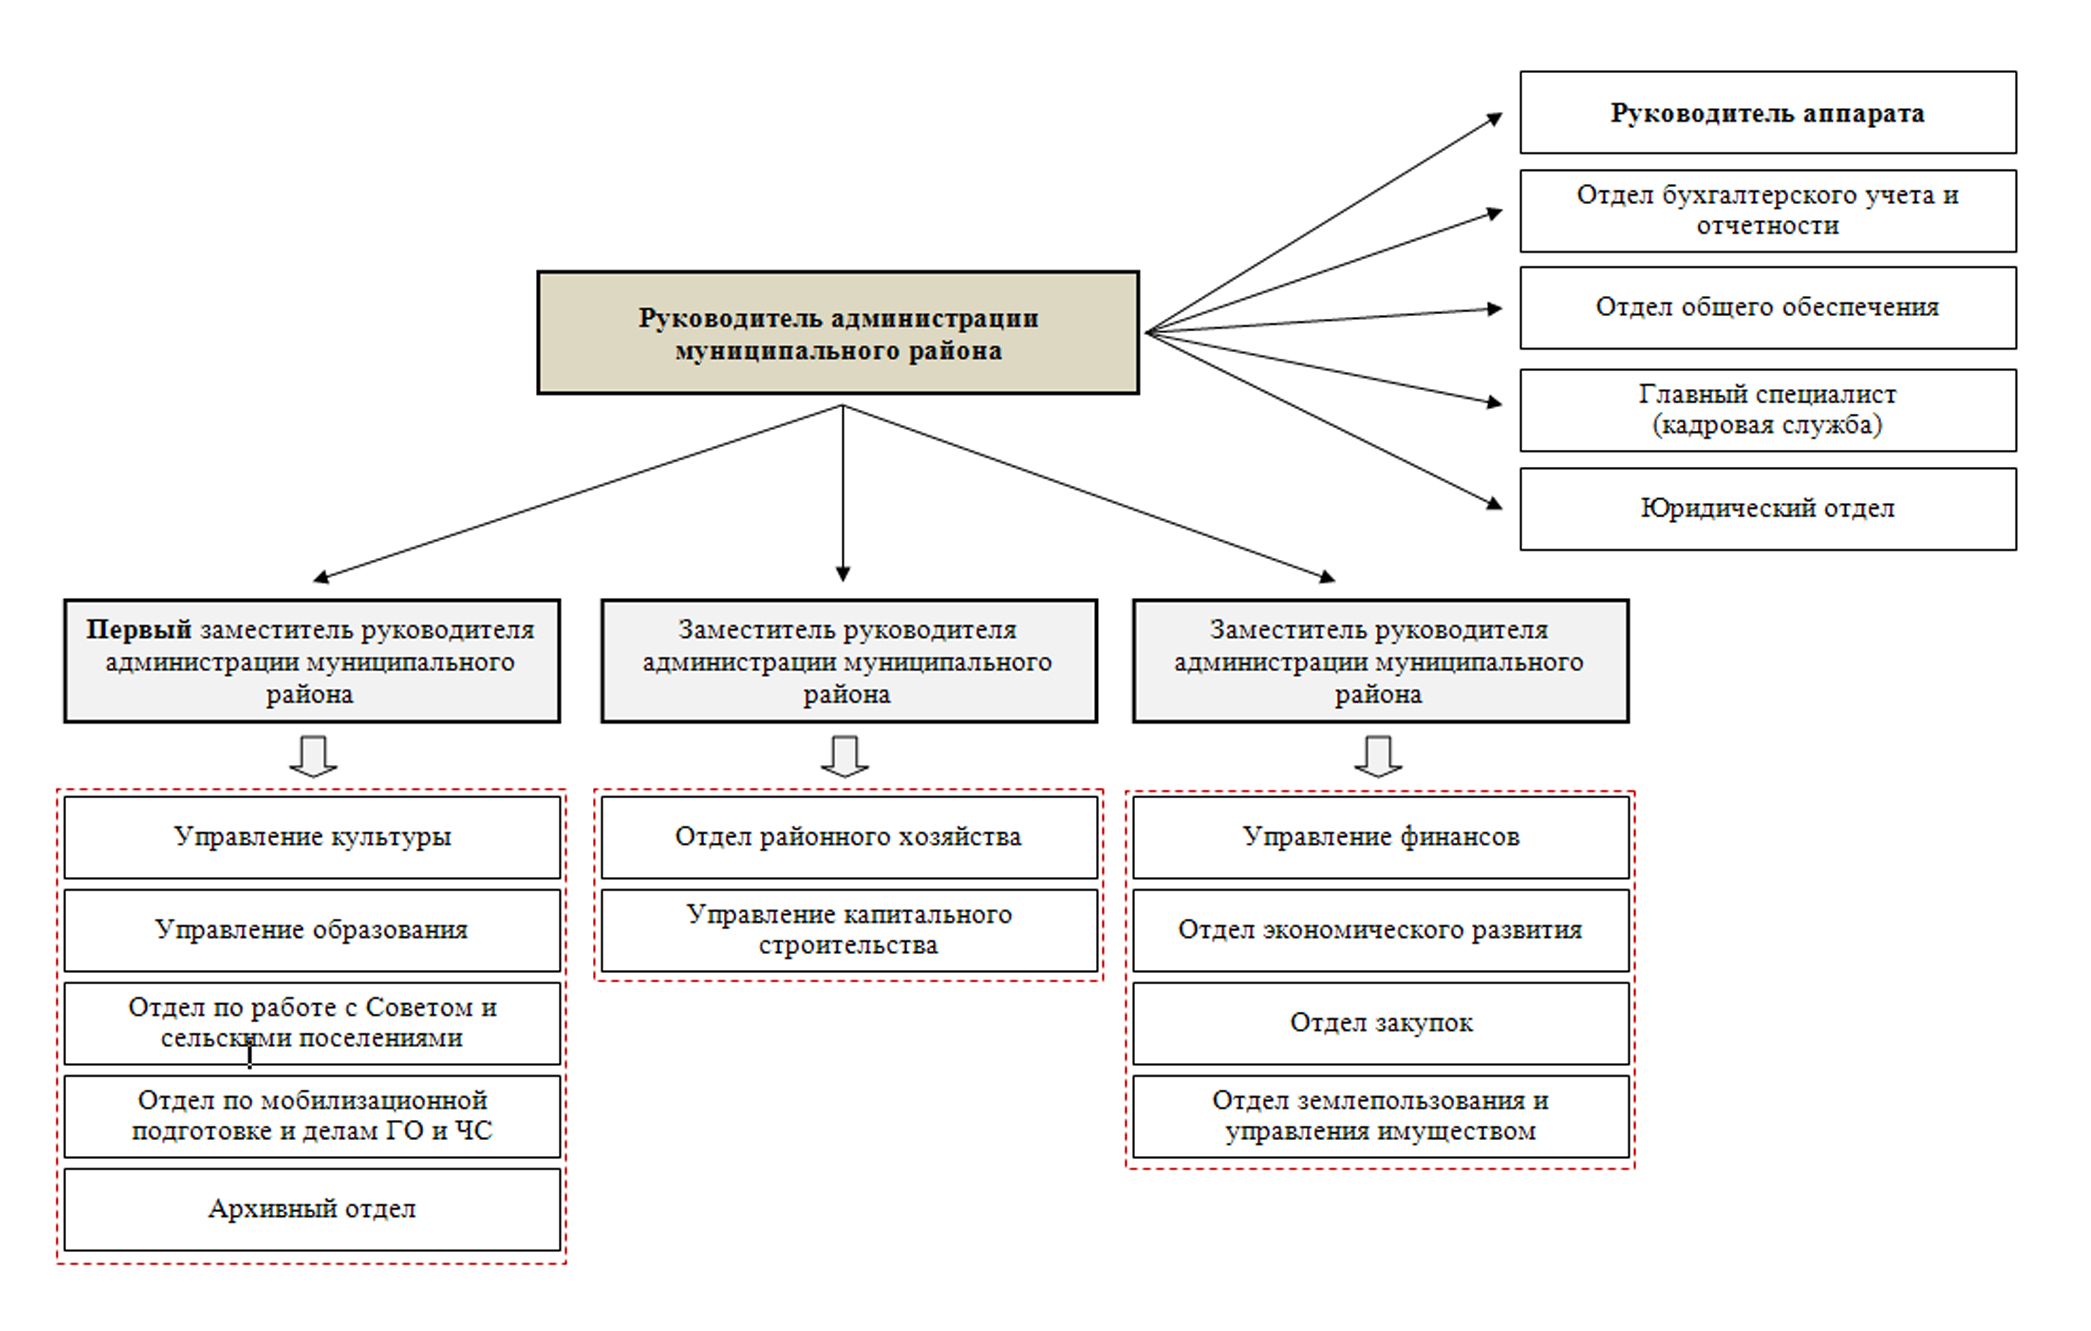 Руководитель аппарата
Отдел бухгалтерского учета и
отчетности
Отдел общего обеспечения
Главный специалист
(кадровая служба)
Юридический отдел
Руководитель администрации
муниципального района
Первый заместитель руководителя
администрации муниципального
района
Заместитель руководителя
администрации муниципального
района
Заместитель руководителя
администрации муниципального
района
Управление культуры
Управление образования
Отдел по работе с Советом и
сельскими поселениями
Отдел по мобилизационной
подготовке и делам ГО и ЧС
Архивный отдел
Отдел районного хозяйства
Управление капитального
строительства
Управление финансов
Отдел экономического развития
Отдел закупок
Отдел землепользования и
управления имуществом